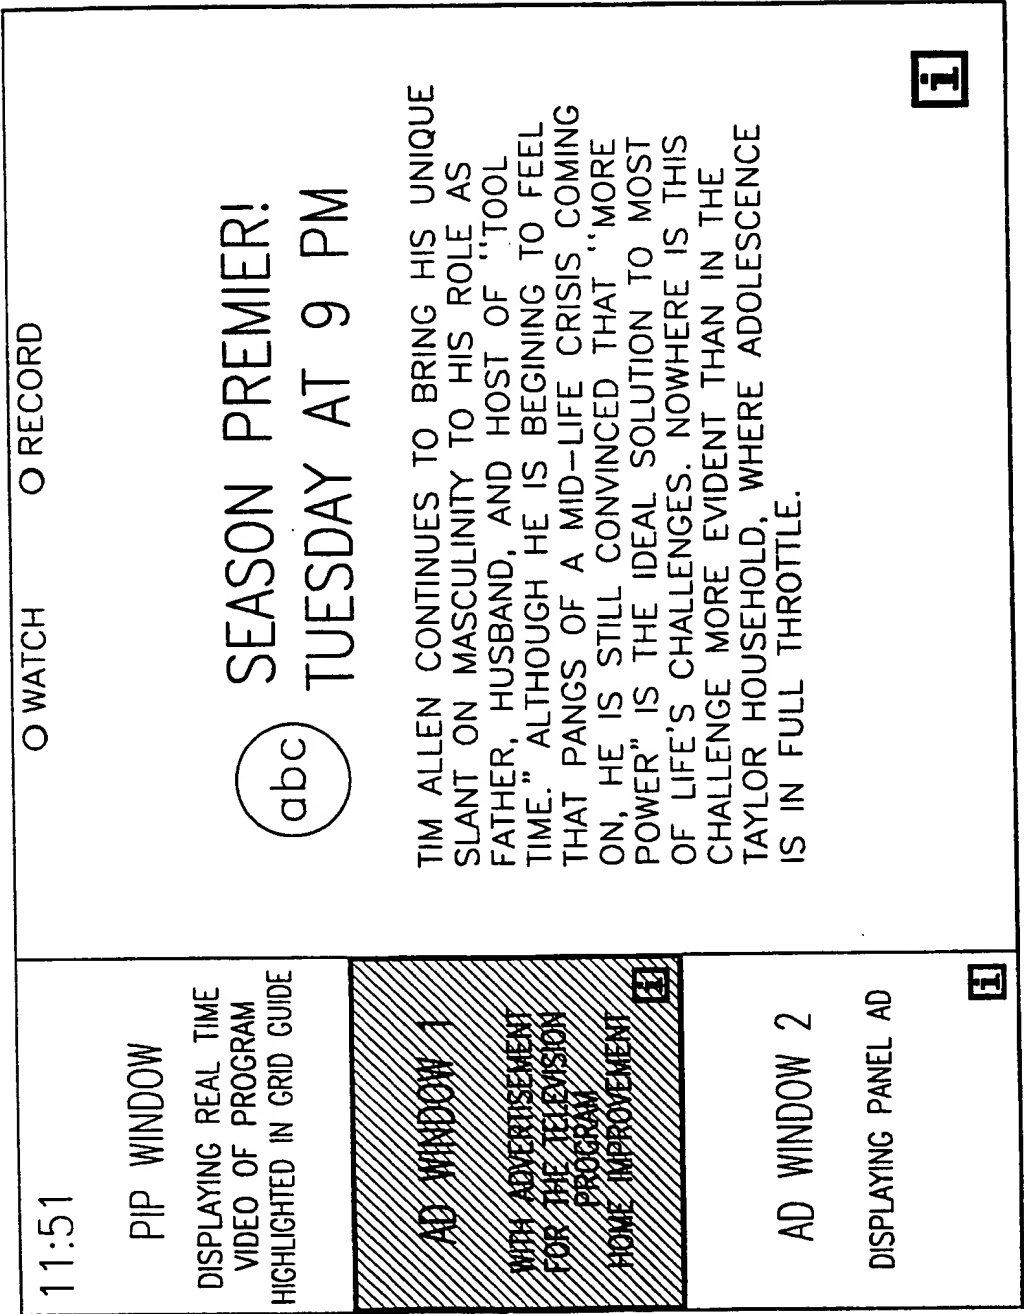 11:51
PIP WINDOW
DISPLAYING REAL TIME
VIDEO OF PROGRAM
HIGHLIGHTED IN GRID GUIDE
AD WINDOW 1
WITH ADVERTISEMENT
FOR THE TELEVISION
PROGRAM
HOME IMPROVEMENT
i
AD WINDOW 2
DISPLAYING PANEL AD
i
O WATCH O RECORD
abc
SEASON PREMIER!
TUESDAY AT 9 PM
TIM ALLEN CONTINUES TO BRING HIS UNIQUE
SLANT ON MASCULINITY TO HIS ROLE AS
FATHER, HUSBAND, AND HOST OF "TOOL
TIME." ALTHOUGH HE IS BEGINING TO FEEL
THAT PANGS OF A MID-LIFE CRISIS COMING
ON, HE IS STILL CONVINCED THAT "MORE
POWER" IS THE IDEAL SOLUTION TO MOST
OF LIFE'S CHALLENGES. NOWHERE IS THIS
CHALLENGE MORE EVIDENT THAN IN THE
TAYLOR HOUSEHOLD, WHERE ADOLESCENCE
IS IN FULL THROTTLE.
i